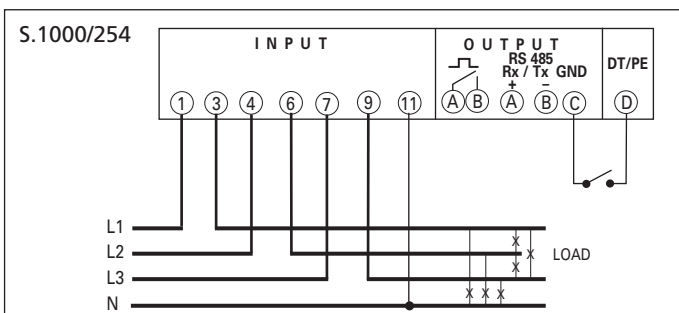 S.1000/254
INPUT
OUTPUT
RS 485
Rx / Tx GND
+ –
DT/PE
1 3 4 6 7 9 11 A B A B C D
L1
L2
LOAD
L3
N